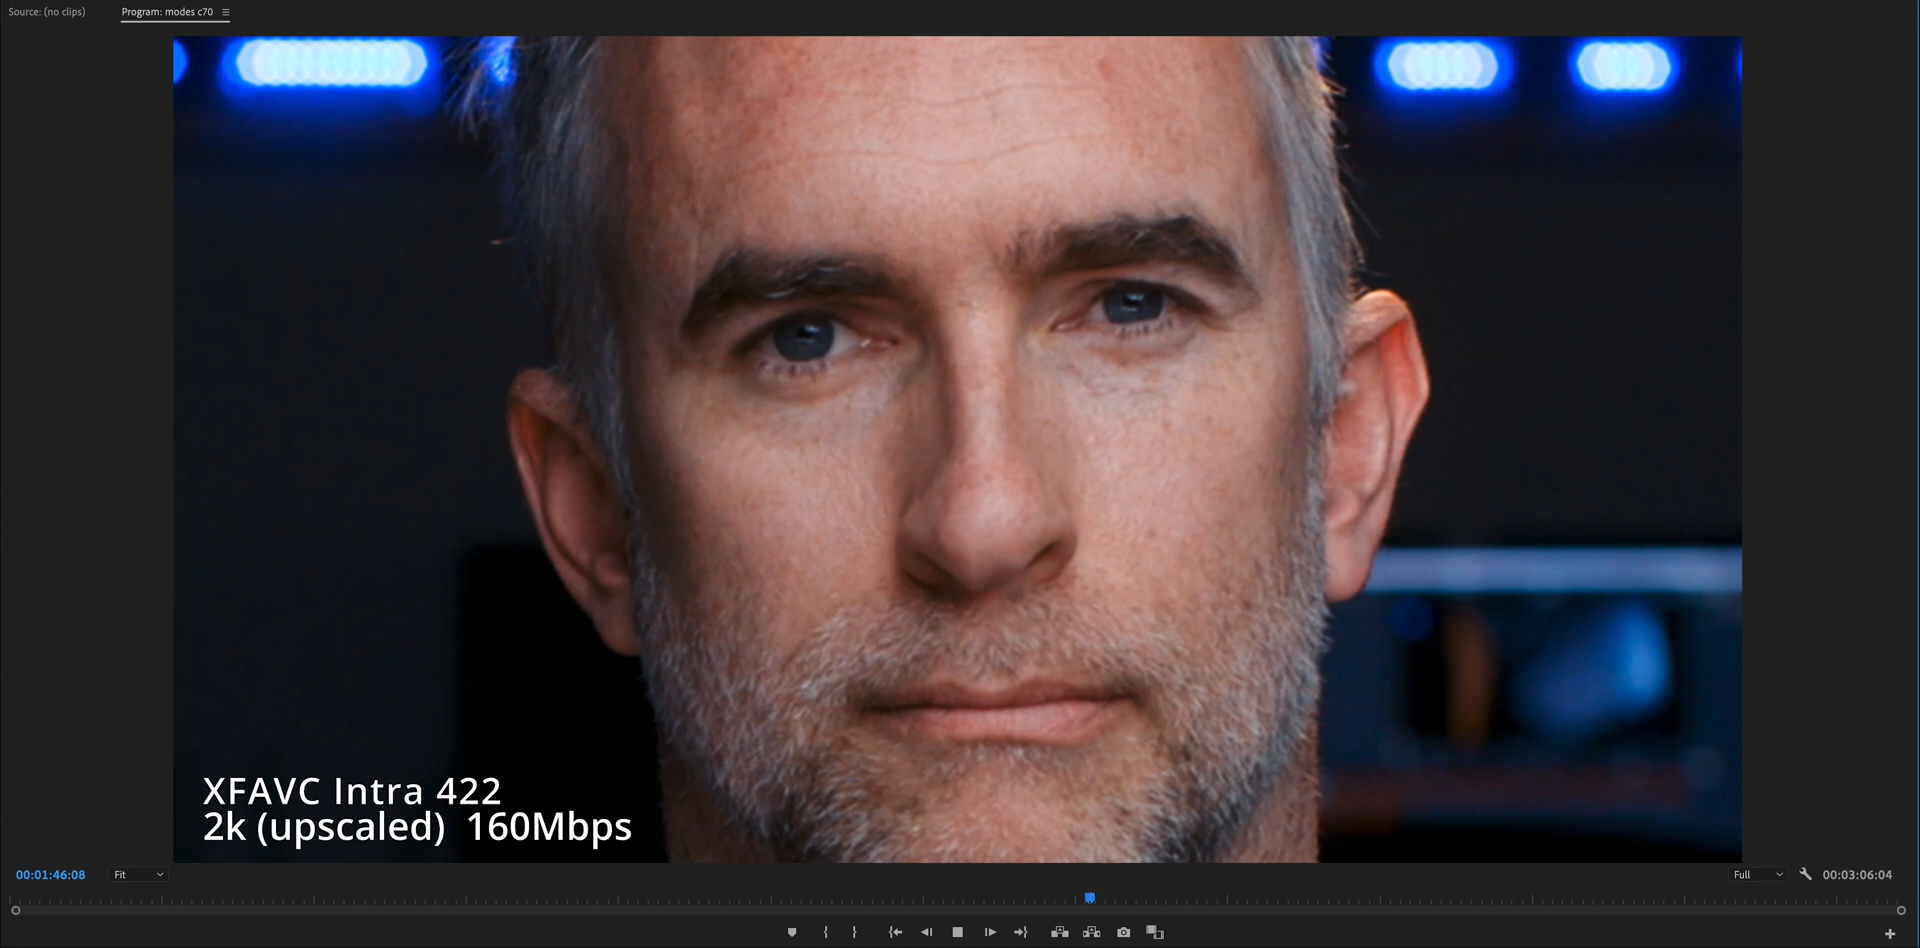 Source: (no clips)
Program: modes c70
XFAVC Intra 422
2k (upscaled) 160Mbps
00:01:46:08
Fit
Full
00:03:06:04